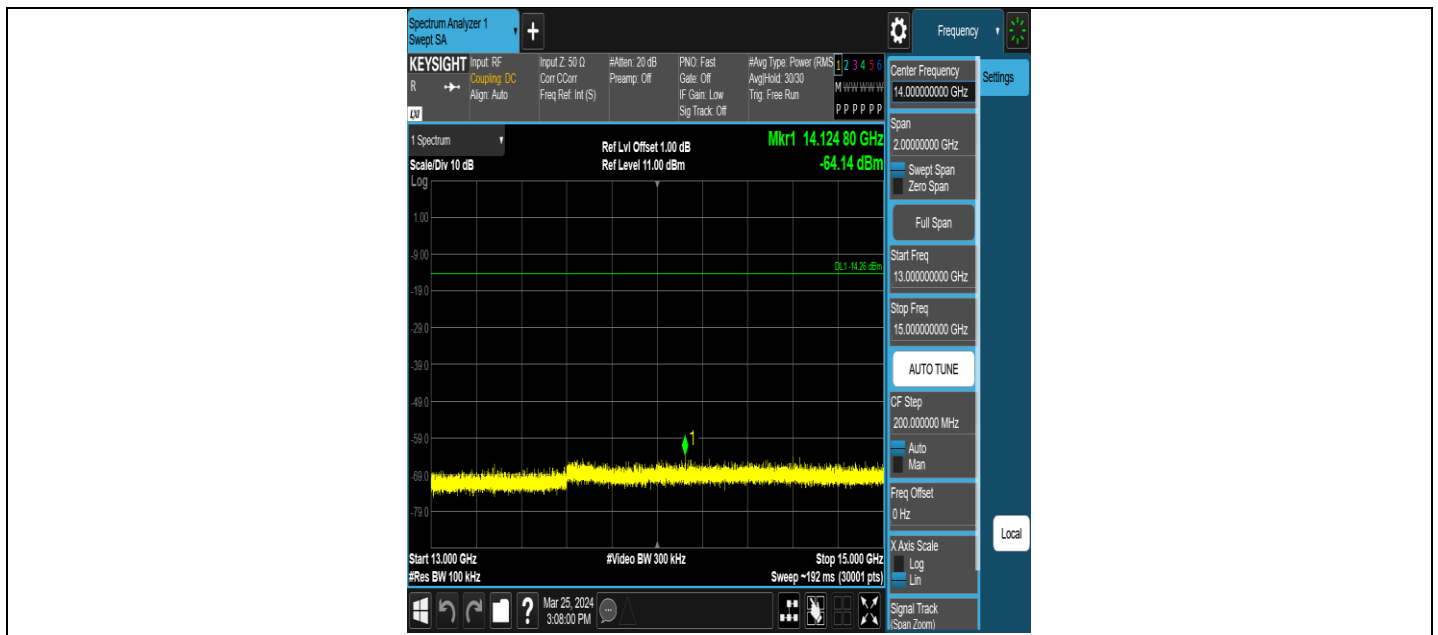 Spectrum Analyzer 1
Swept SA
+
Frequency
KEYSIGHT
R
LXI
Input: RF
Coupling: DC
Align: Auto
Input Z: 50 Ω
Corr CCorr
Freq Ref: Int (S)
#Atten: 20 dB
Preamp: Off
PNO: Fast
Gate: Off
IF Gain: Low
Sig Track: Off
#Avg Type: Power (RMS
Avg|Hold: 30/30
Trig: Free Run
1 2 3 4 5 6
M W W W W W
P P P P P P
1 Spectrum
Scale/Div 10 dB
Log
Ref Lvl Offset 1.00 dB
Ref Level 11.00 dBm
Mkr1 14.124 80 GHz
-64.14 dBm
1.00
-9.00
DL1 -14.26 dBm
-19.0
-29.0
-39.0
-49.0
-59.0
1
-69.0
-79.0
Start 13.000 GHz
#Res BW 100 kHz
#Video BW 300 kHz
Stop 15.000 GHz
Sweep ~192 ms (30001 pts)
?
Mar 25, 2024
3:08:00 PM
Center Frequency
14.000000000 GHz
Settings
Span
2.00000000 GHz
Swept Span
Zero Span
Full Span
Start Freq
13.000000000 GHz
Stop Freq
15.000000000 GHz
AUTO TUNE
CF Step
200.000000 MHz
Auto
Man
Freq Offset
0 Hz
Local
X Axis Scale
Log
Lin
Signal Track
(Span Zoom)